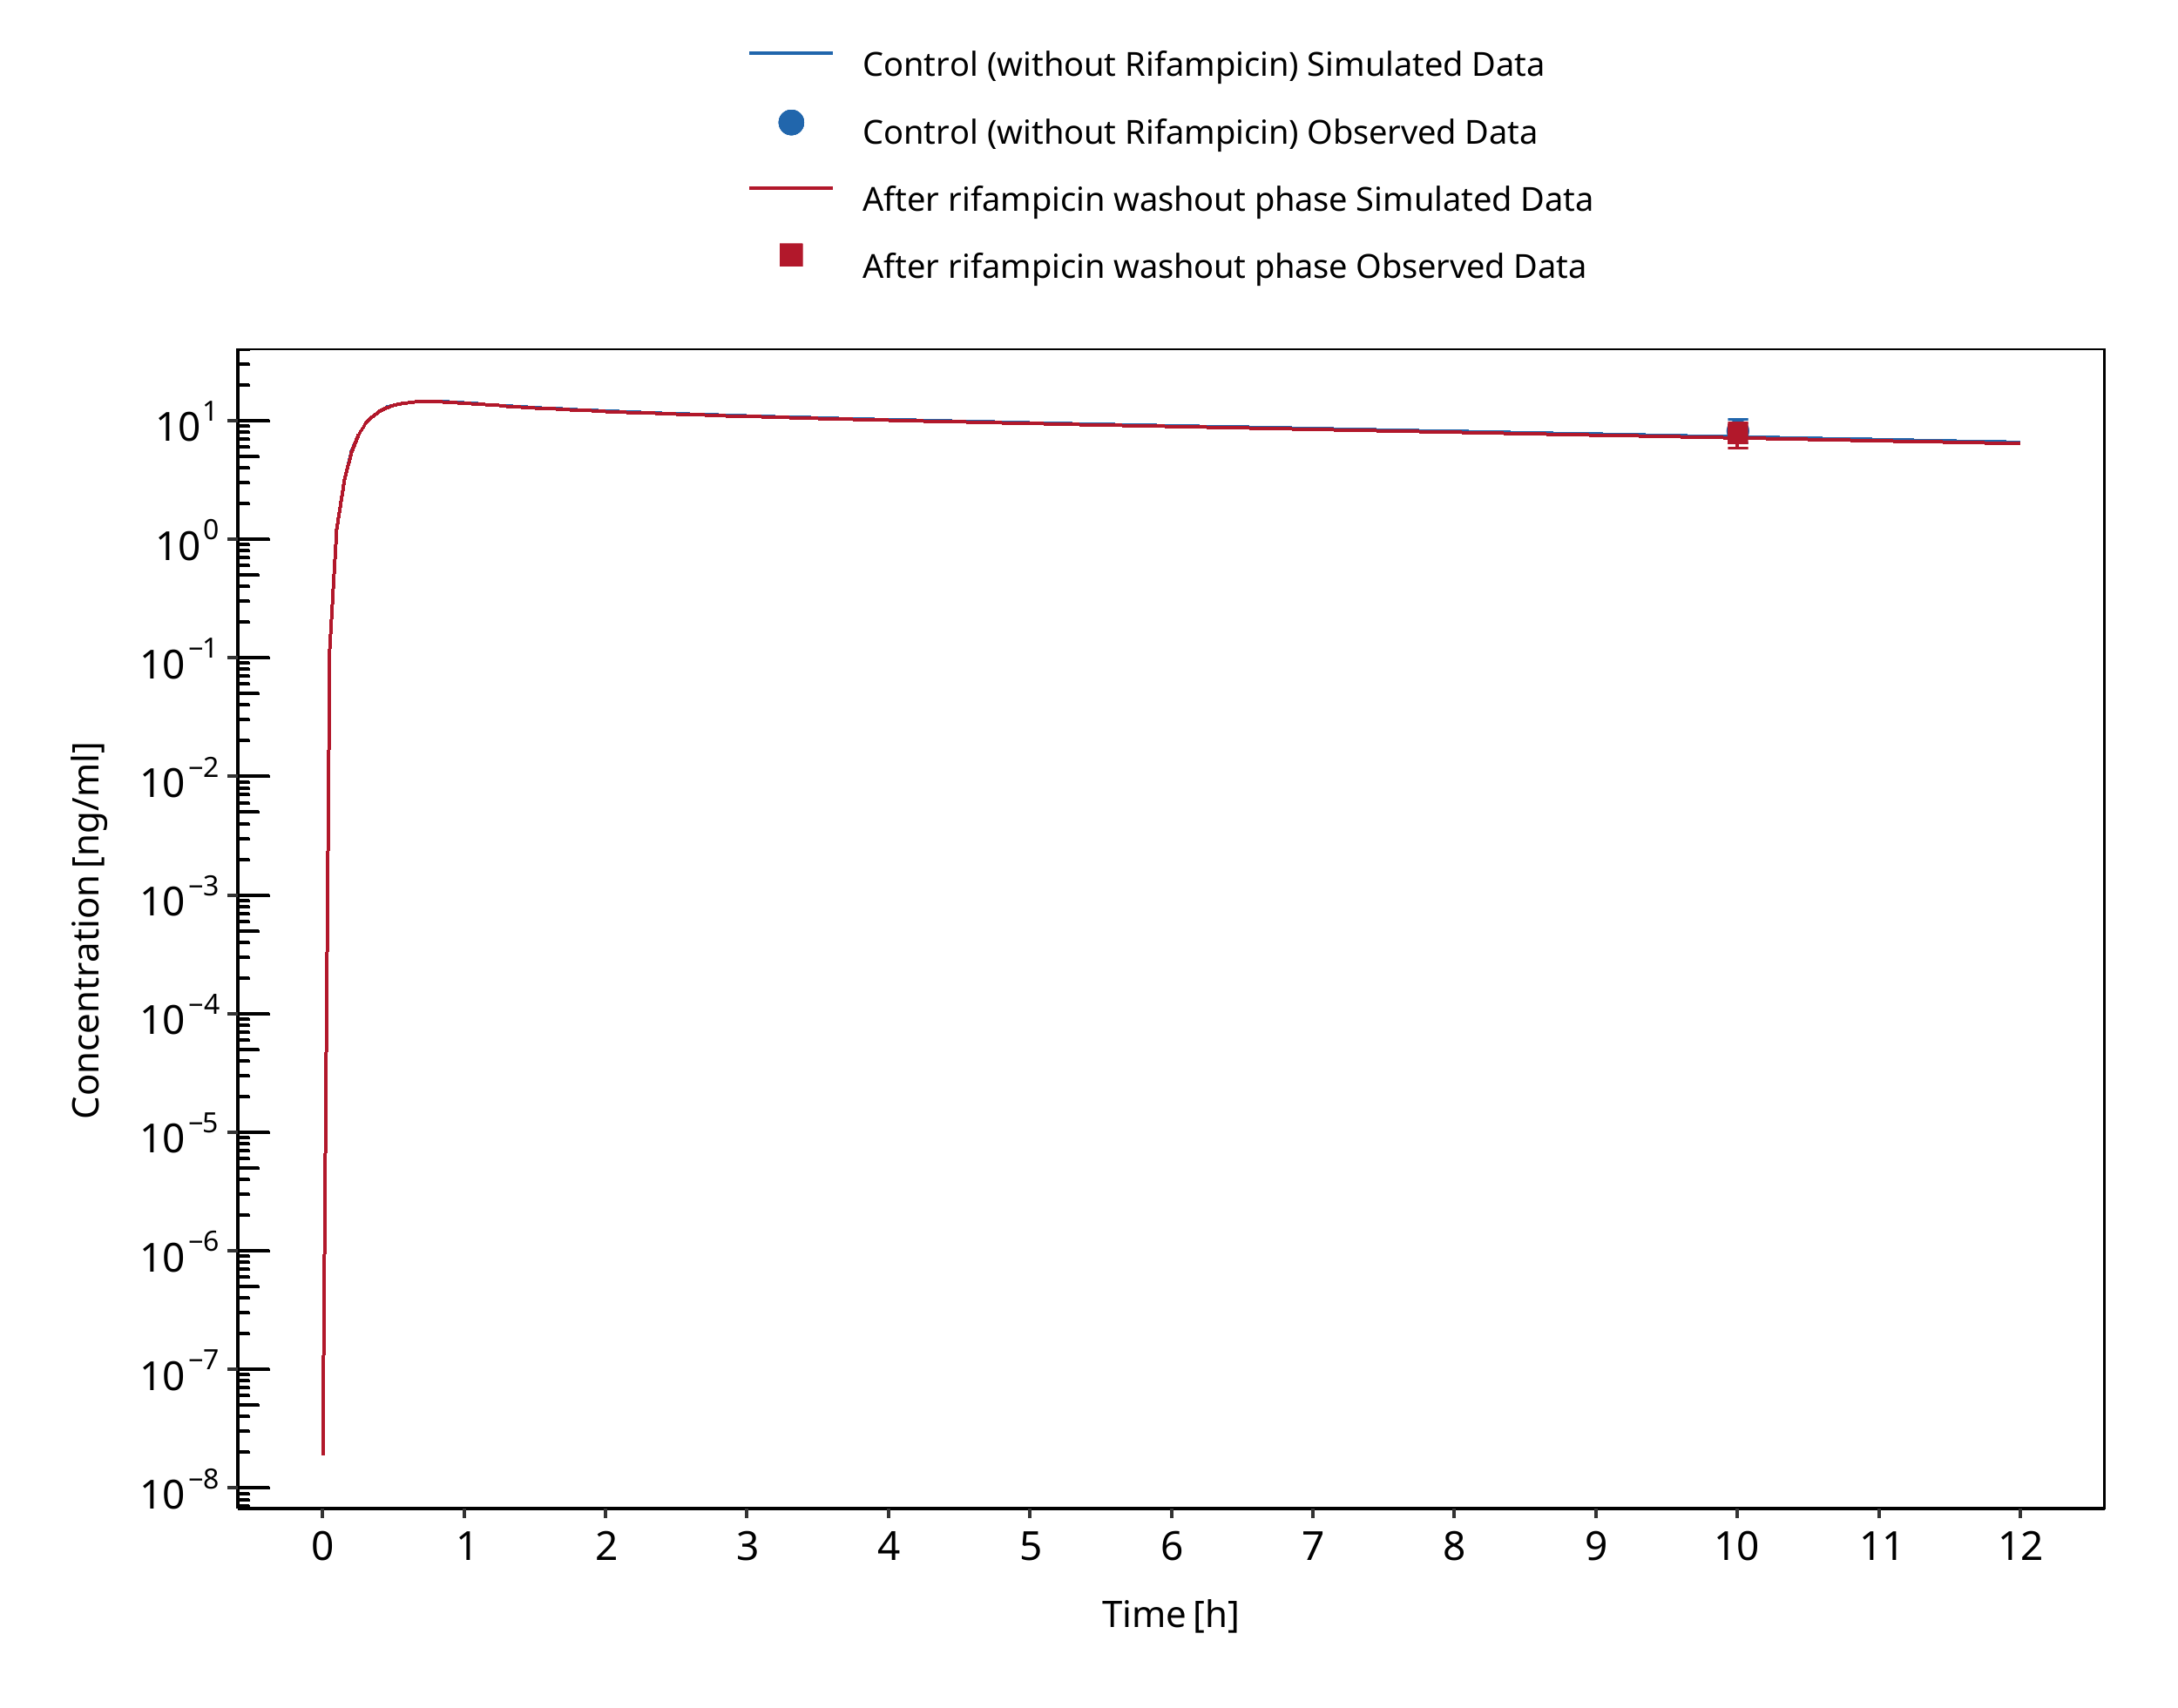 Control (without Rifampicin) Simulated Data
Control (without Rifampicin) Observed Data
After rifampicin washout phase Simulated Data
After rifampicin washout phase Observed Data
Concentration [ng/ml]
10^1
10^0
10^−1
10^−2
10^−3
10^−4
10^−5
10^−6
10^−7
10^−8
0 1 2 3 4 5 6 7 8 9 10 11 12
Time [h]